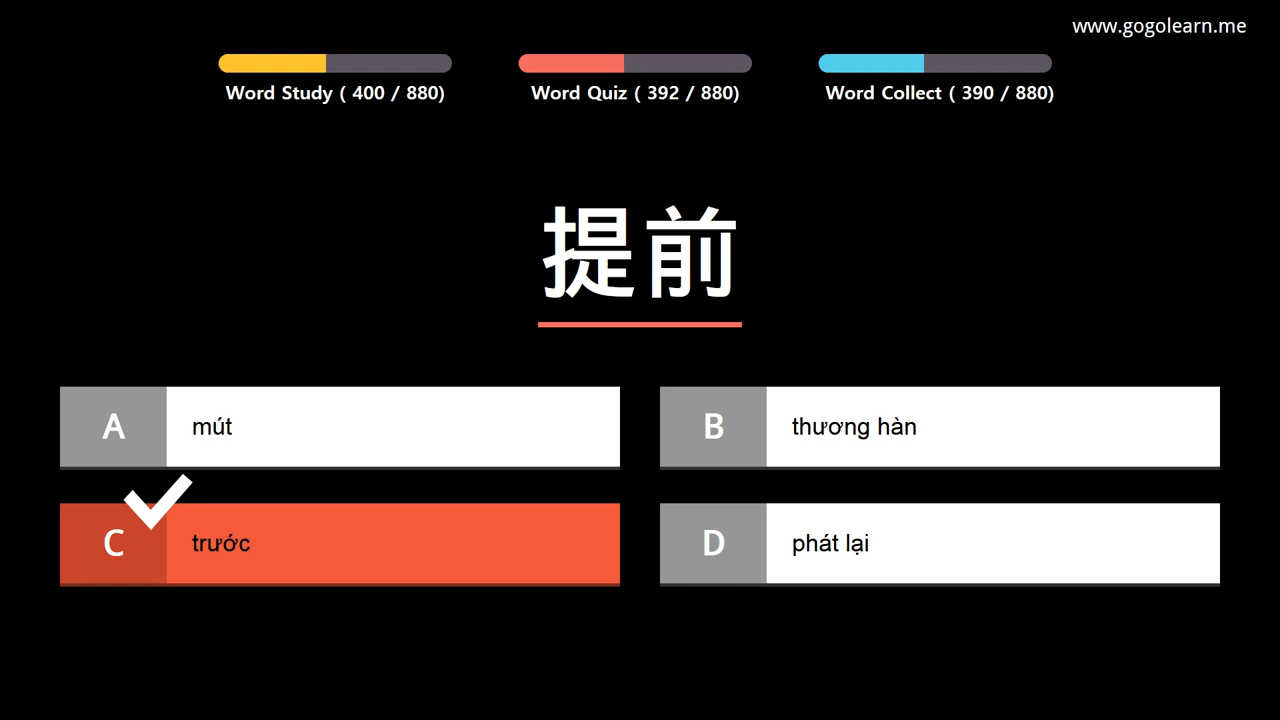 www.gogolearn.me
Word Study ( 400 / 880)
Word Quiz ( 392 / 880)
Word Collect ( 390 / 880)
提前
A
mút
B
thương hàn
C
trước
D
phát lại